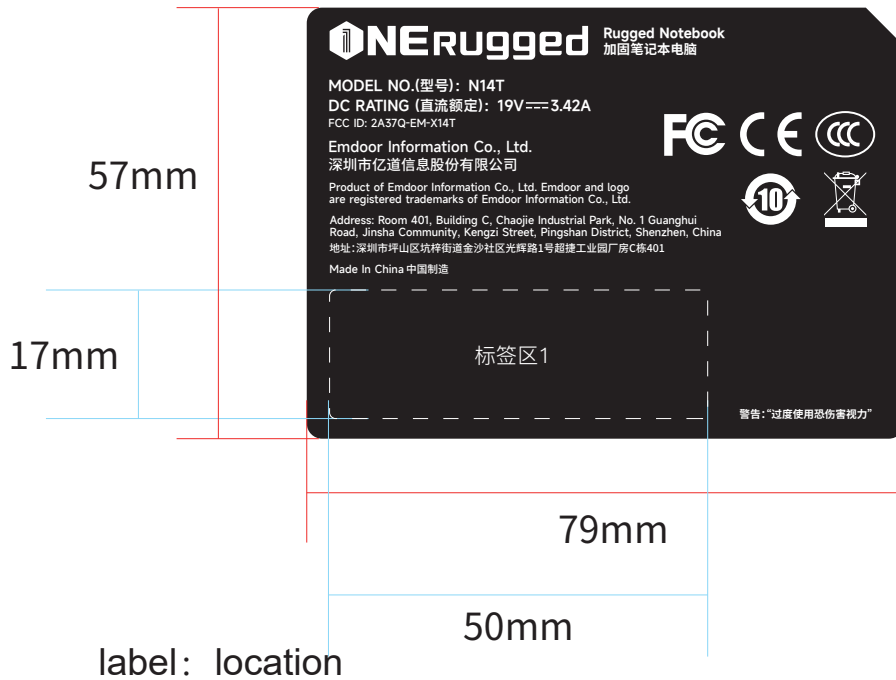 ONERugged
Rugged Notebook
加固笔记本电脑
MODEL NO.(型号): N14T
DC RATING (直流额定): 19V⎓3.42A
FCC ID: 2A37Q-EM-X14T
FC CE CCC
Emdoor Information Co., Ltd.
深圳市亿道信息股份有限公司
57mm
Product of Emdoor Information Co., Ltd. Emdoor and logo
are registered trademarks of Emdoor Information Co., Ltd.
10
Address: Room 401, Building C, Chaojie Industrial Park, No. 1 Guanghui
Road, Jinsha Community, Kengzi Street, Pingshan District, Shenzhen, China
地址:深圳市坪山区坑梓街道金沙社区光辉路1号超捷工业园厂房C栋401
Made In China 中国制造
17mm
标签区1
警告:“过度使用恐伤害视力”
79mm
50mm
label: location